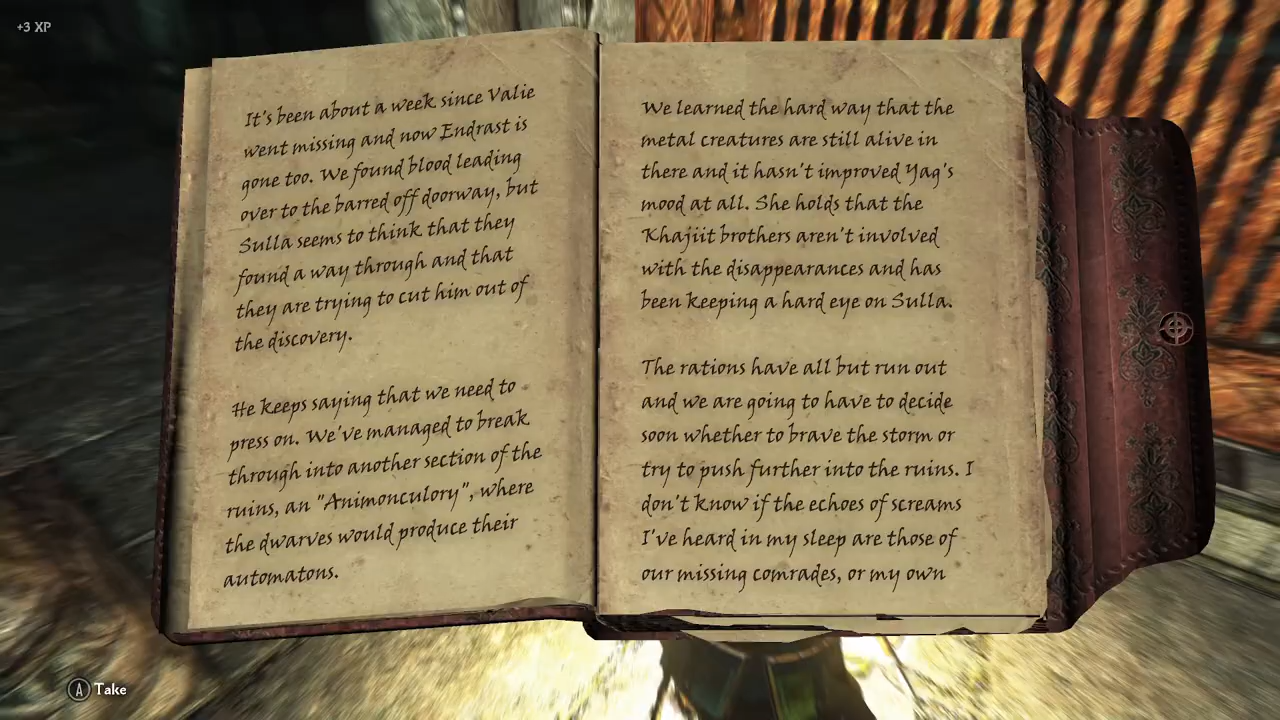 +3 XP
It's been about a week since Valie
went missing and now Endrast is
gone too. We found blood leading
over to the barred off doorway, but
Sulla seems to think that they
found a way through and that
they are trying to cut him out of
the discovery.
He keeps saying that we need to
press on. We've managed to break
through into another section of the
ruins, an "Animonculory", where
the dwarves would produce their
automatons.
We learned the hard way that the
metal creatures are still alive in
there and it hasn't improved Yag's
mood at all. She holds that the
Khajiit brothers aren't involved
with the disappearances and has
been keeping a hard eye on Sulla.
The rations have all but run out
and we are going to have to decide
soon whether to brave the storm or
try to push further into the ruins. I
don't know if the echoes of screams
I've heard in my sleep are those of
our missing comrades, or my own
A Take